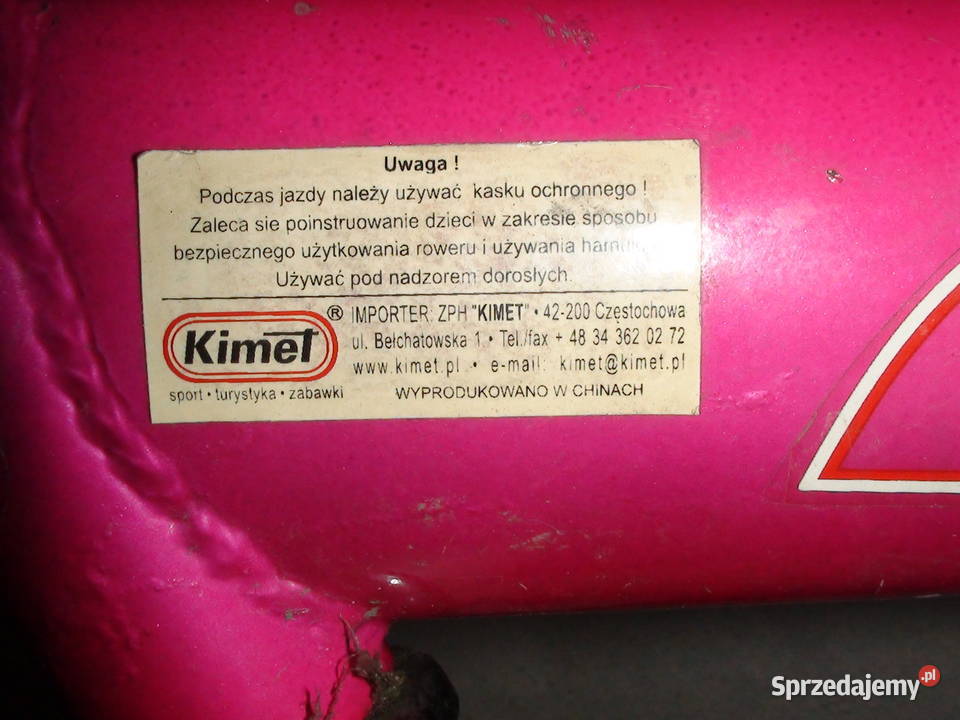 Uwaga !
Podczas jazdy należy używać kasku ochronnego !
Zaleca sie poinstruowanie dzieci w zakresie sposobu
bezpiecznego użytkowania roweru i używania
Używać pod nadzorem dorosłych.
Kimet ®
sport • turystyka • zabawki
IMPORTER: ZPH "KIMET" • 42-200 Częstochowa
ul. Bełchatowska 1 • Tel./fax + 48 34 362 02 72
www.kimet.pl • e-mail: kimet@kimet.pl
WYPRODUKOWANO W CHINACH
Sprzedajemy.pl